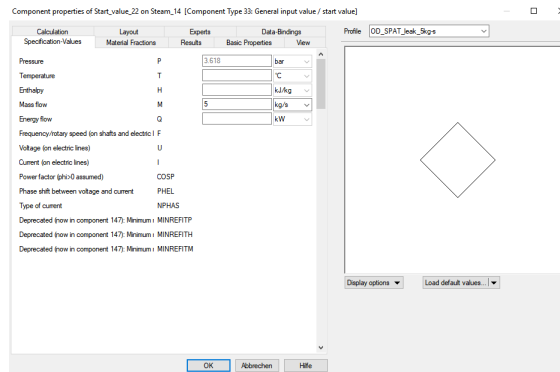 Component properties of Start_value_22 on Steam_14 [Component Type 33: General input value / start value]
Calculation Layout Experts Data-Bindings
Specification-Values Material Fractions Results Basic Properties View
Profile OD_SPAT_leak_5kg-s
Pressure P 3.618 bar
Temperature T °C
Enthalpy H kJ/kg
Mass flow M 5 kg/s
Energy flow Q kW
Frequency/rotary speed (on shafts and electric l F
Voltage (on electric lines) U
Current (on electric lines) I
Power factor (phi>0 assumed) COSP
Phase shift between voltage and current PHEL
Type of current NPHAS
Deprecated (now in component 147): Minimum r MINREFITP
Deprecated (now in component 147): Minimum r MINREFITH
Deprecated (now in component 147): Minimum r MINREFITM
Display options Load default values...
OK Abbrechen Hilfe